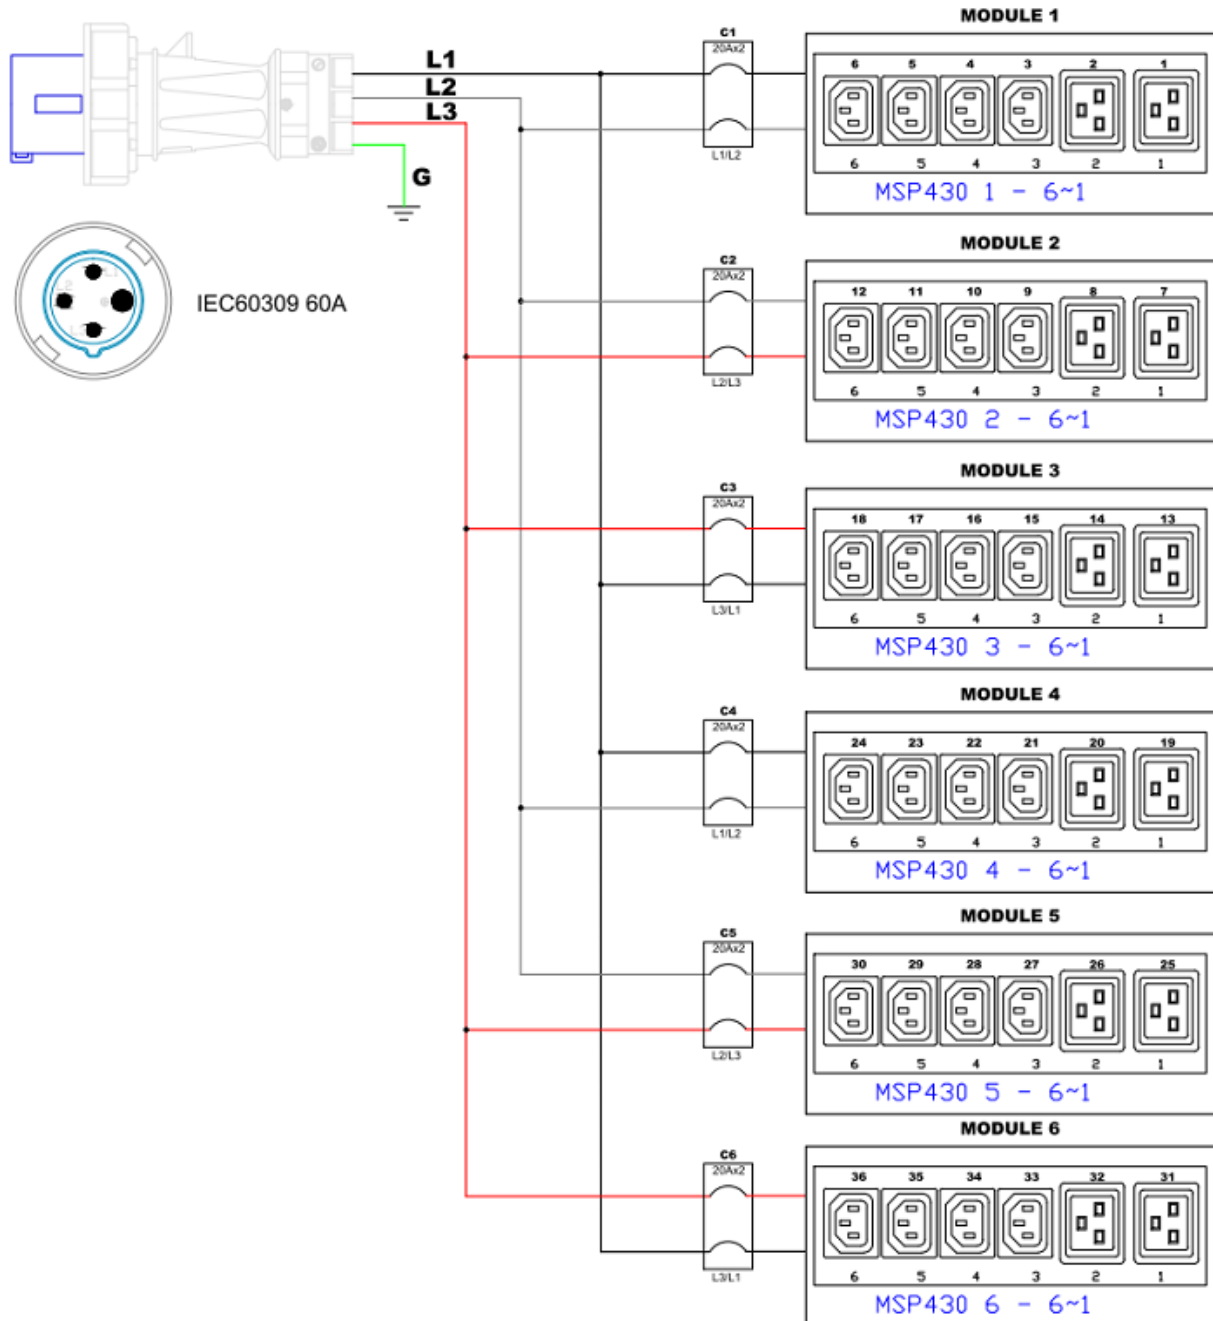 L1
L2
L3
G
IEC60309 60A
MODULE 1
C1
20Ax2
L1/L2
6 5 4 3 2 1
6 5 4 3 2 1
MSP430 1 - 6~1
MODULE 2
C2
20Ax2
L2/L3
12 11 10 9 8 7
6 5 4 3 2 1
MSP430 2 - 6~1
MODULE 3
C3
20Ax2
L3/L1
18 17 16 15 14 13
6 5 4 3 2 1
MSP430 3 - 6~1
MODULE 4
C4
20Ax2
L1/L2
24 23 22 21 20 19
6 5 4 3 2 1
MSP430 4 - 6~1
MODULE 5
C5
20Ax2
L2/L3
30 29 28 27 26 25
6 5 4 3 2 1
MSP430 5 - 6~1
MODULE 6
C6
20Ax2
L3/L1
36 35 34 33 32 31
6 5 4 3 2 1
MSP430 6 - 6~1